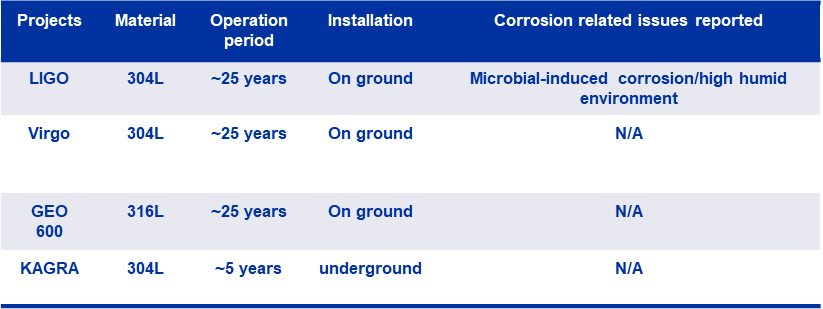 Projects Material Operation period Installation Corrosion related issues reported
LIGO 304L ~25 years On ground Microbial-induced corrosion/high humid environment
Virgo 304L ~25 years On ground N/A
GEO 600 316L ~25 years On ground N/A
KAGRA 304L ~5 years underground N/A